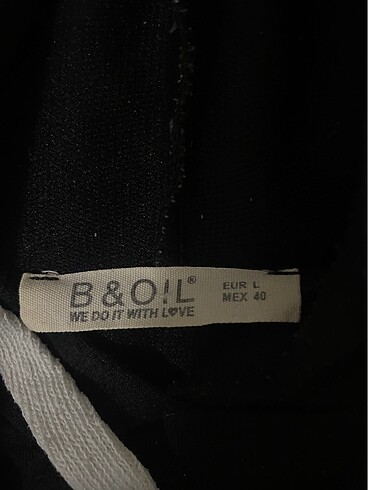 B & O!L®
WE DO IT WITH L♥VE
EUR L
MEX 40